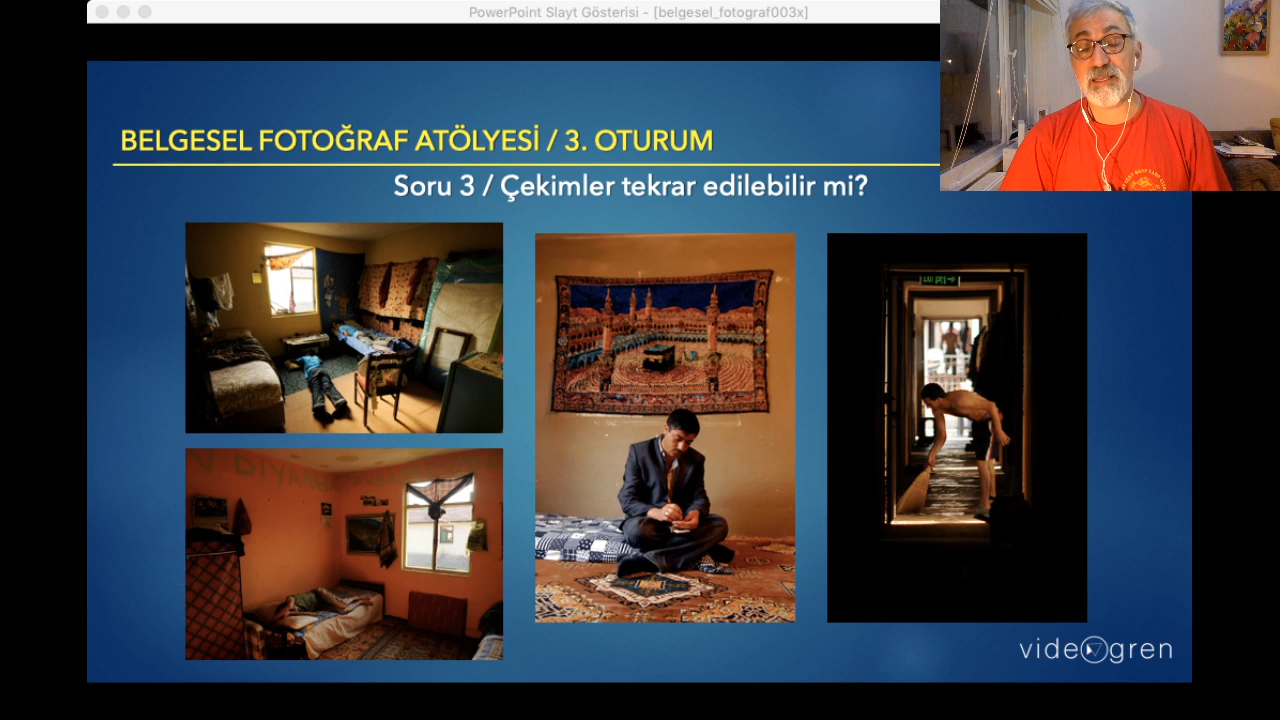 PowerPoint Slayt Gösterisi - [belgesel_fotograf003x]
BELGESEL FOTOĞRAF ATÖLYESİ / 3. OTURUM
Soru 3 / Çekimler tekrar edilebilir mi?
videogren